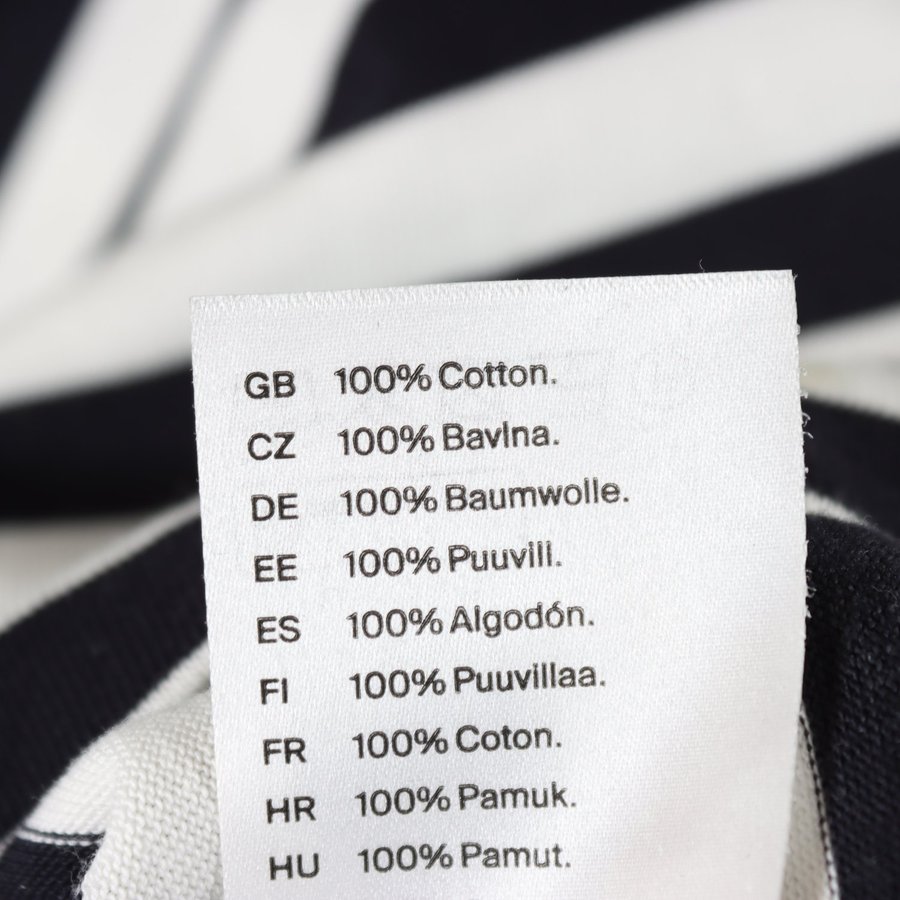 GB 100% Cotton.
CZ 100% Bavlna.
DE 100% Baumwolle.
EE 100% Puuvill.
ES 100% Algodón.
FI 100% Puuvillaa.
FR 100% Coton.
HR 100% Pamuk.
HU 100% Pamut.